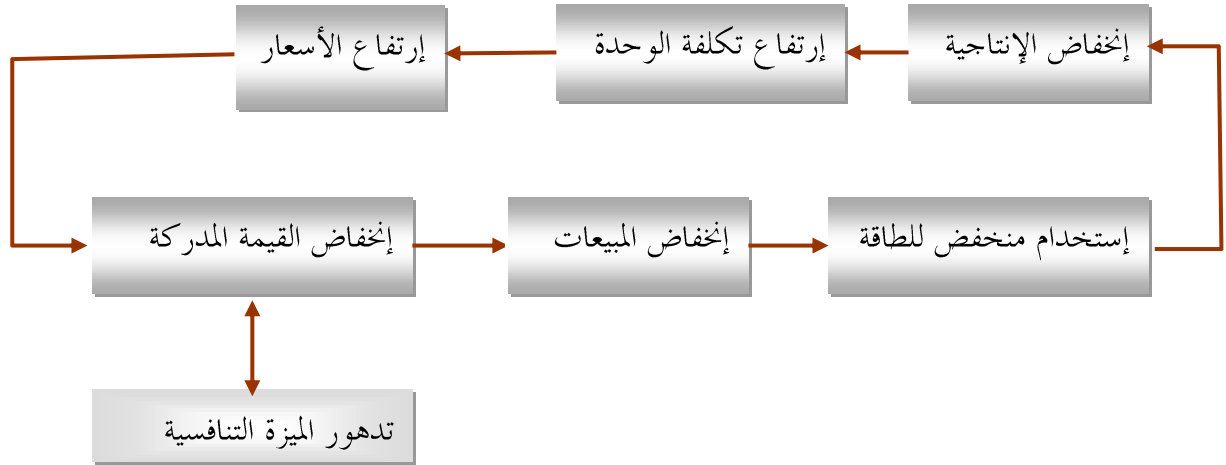 إنخفاض الإنتاجية
إرتفاع تكلفة الوحدة
إرتفاع الأسعار
إنخفاض القيمة المدركة
إنخفاض المبيعات
إستخدام منخفض للطاقة
تدهور الميزة التنافسية